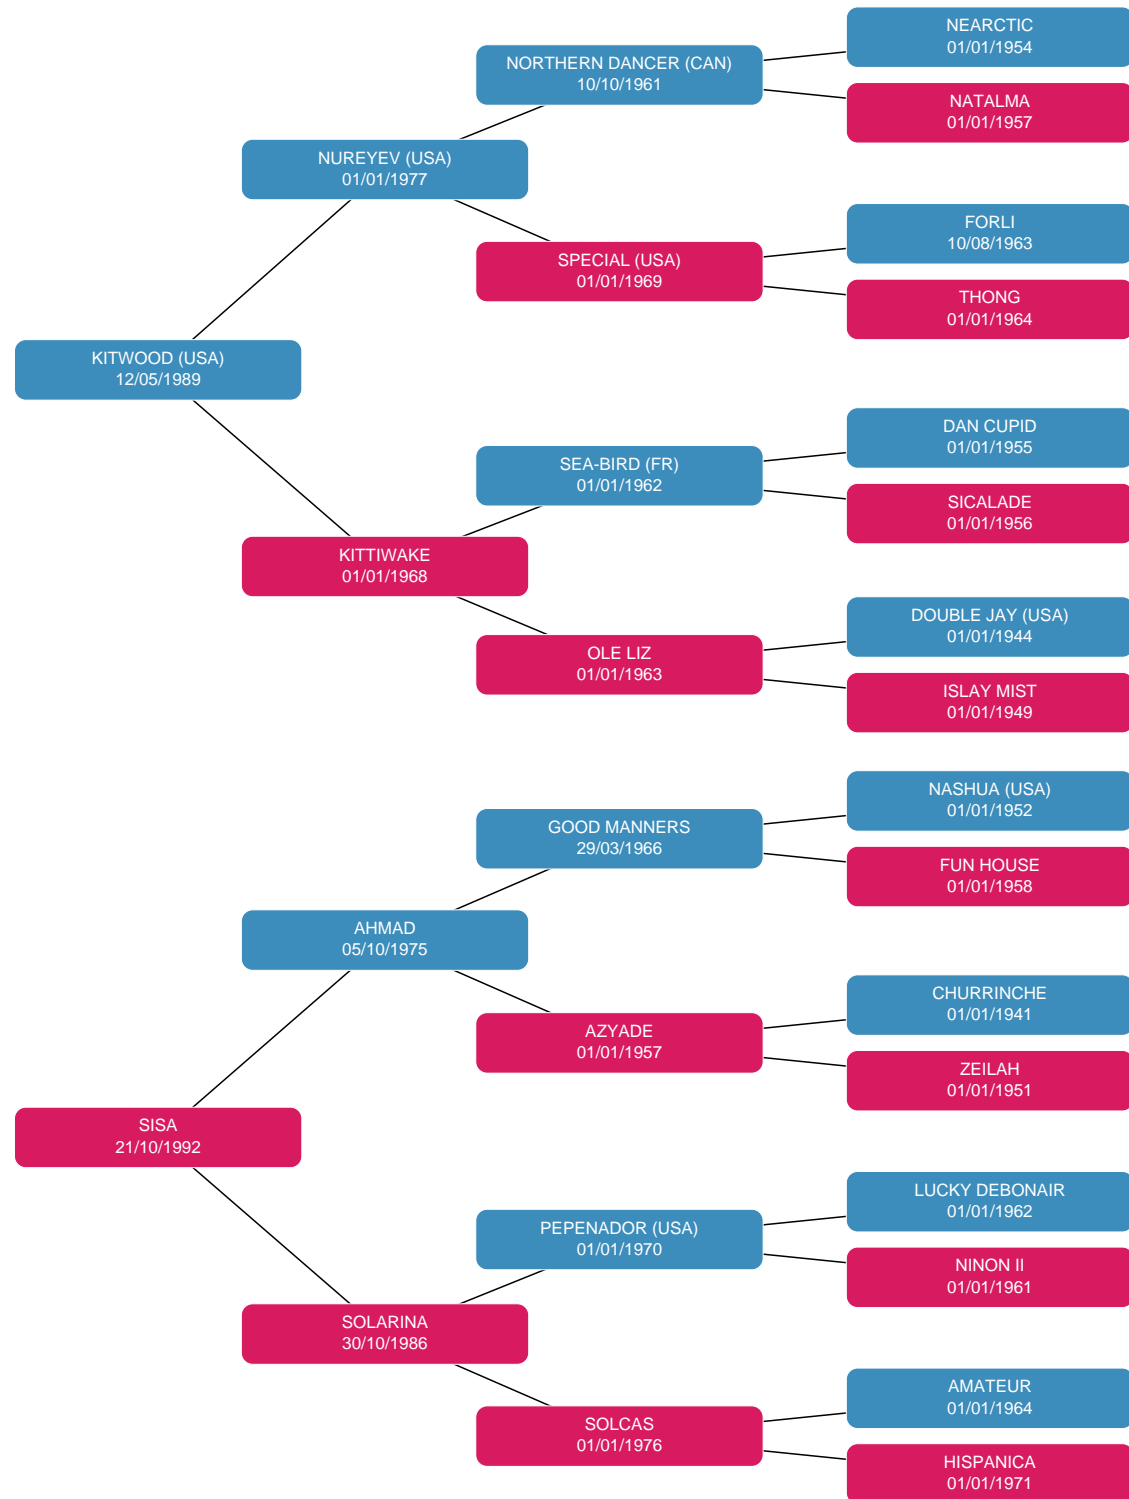 NEARCTIC
01/01/1954
NORTHERN DANCER (CAN)
10/10/1961
NATALMA
01/01/1957
NUREYEV (USA)
01/01/1977
FORLI
10/08/1963
SPECIAL (USA)
01/01/1969
THONG
01/01/1964
KITWOOD (USA)
12/05/1989
DAN CUPID
01/01/1955
SEA-BIRD (FR)
01/01/1962
SICALADE
01/01/1956
KITTIWAKE
01/01/1968
DOUBLE JAY (USA)
01/01/1944
OLE LIZ
01/01/1963
ISLAY MIST
01/01/1949
NASHUA (USA)
01/01/1952
GOOD MANNERS
29/03/1966
FUN HOUSE
01/01/1958
AHMAD
05/10/1975
CHURRINCHE
01/01/1941
AZYADE
01/01/1957
ZEILAH
01/01/1951
SISA
21/10/1992
LUCKY DEBONAIR
01/01/1962
PEPENADOR (USA)
01/01/1970
NINON II
01/01/1961
SOLARINA
30/10/1986
AMATEUR
01/01/1964
SOLCAS
01/01/1976
HISPANICA
01/01/1971